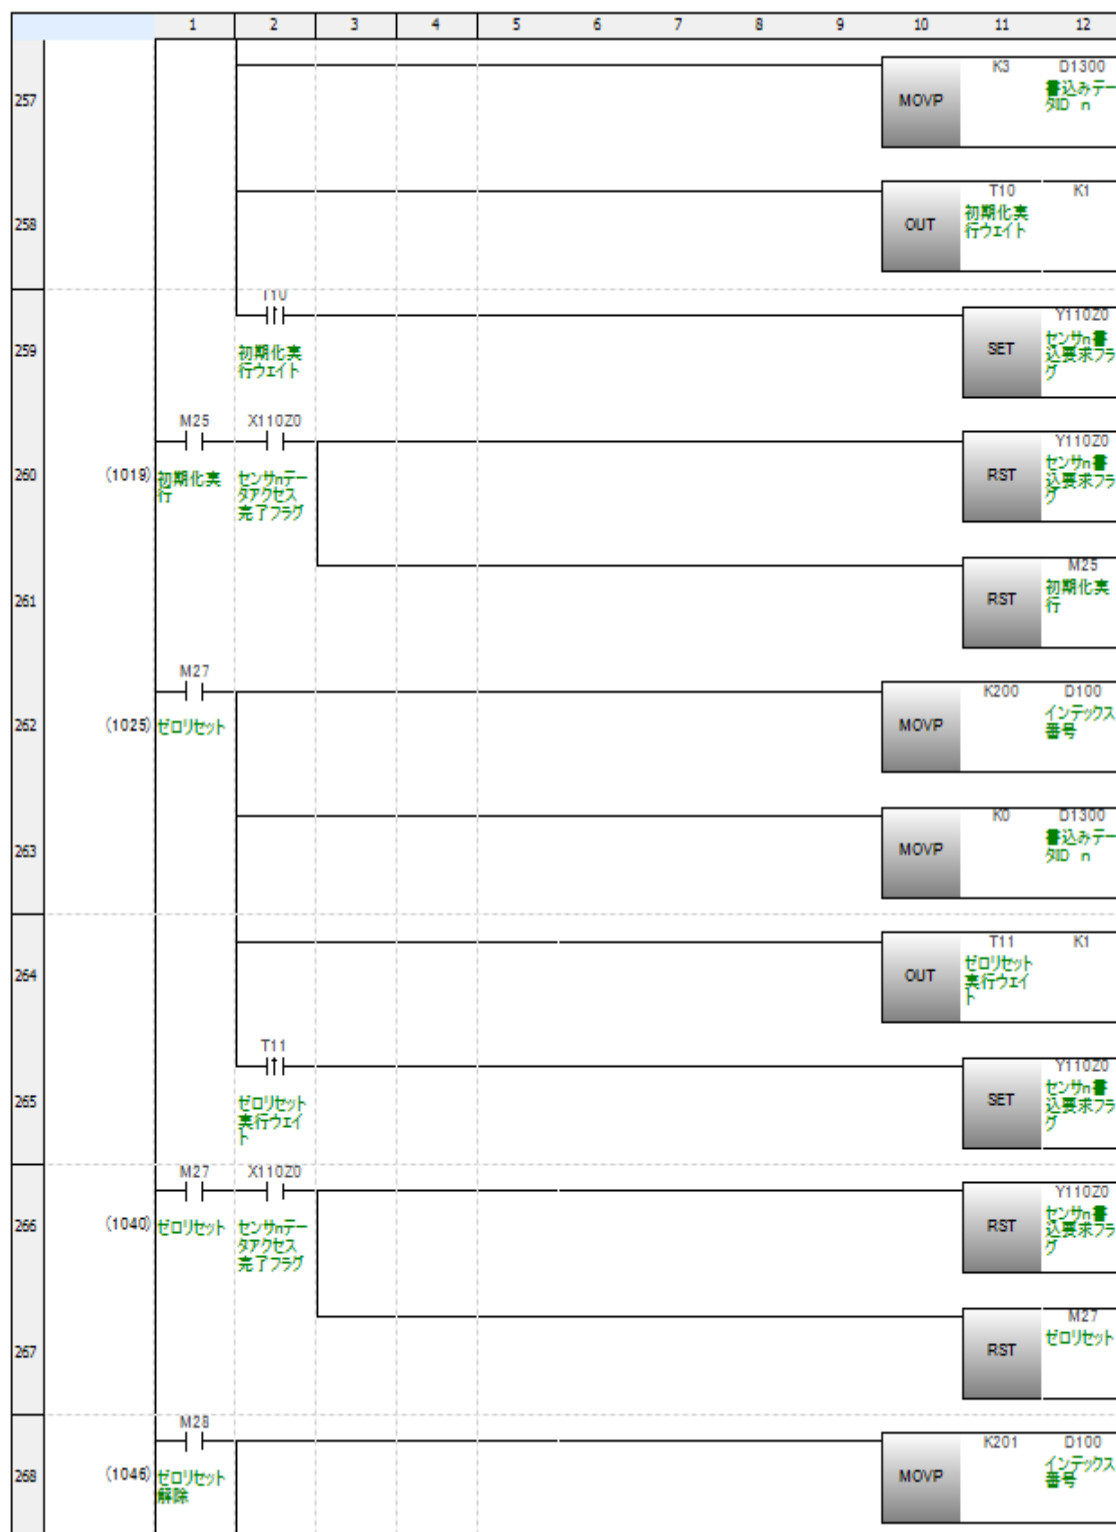 1 2 3 4 5 6 7 8 9 10 11 12
257
MOVP
K3 D1300
書込みデー
タID n
258
OUT
T10 K1
初期化実
行ウエイト
259
T10
初期化実
行ウエイト
SET
Y110Z0
センサn書
込要求フラ
グ
260
(1019)
M25 X110Z0
初期化実
行
センサnデー
タアクセス
完了フラグ
RST
Y110Z0
センサn書
込要求フラ
グ
261
RST
M25
初期化実
行
262
(1025)
M27
ゼロリセット
MOVP
K200 D100
インデックス
番号
263
MOVP
K0 D1300
書込みデー
タID n
264
OUT
T11 K1
ゼロリセット
実行ウエイ
ト
265
T11
ゼロリセット
実行ウエイ
ト
SET
Y110Z0
センサn書
込要求フラ
グ
266
(1040)
M27 X110Z0
ゼロリセット
センサnデー
タアクセス
完了フラグ
RST
Y110Z0
センサn書
込要求フラ
グ
267
RST
M27
ゼロリセット
268
(1046)
M28
ゼロリセット
解除
MOVP
K201 D100
インデックス
番号